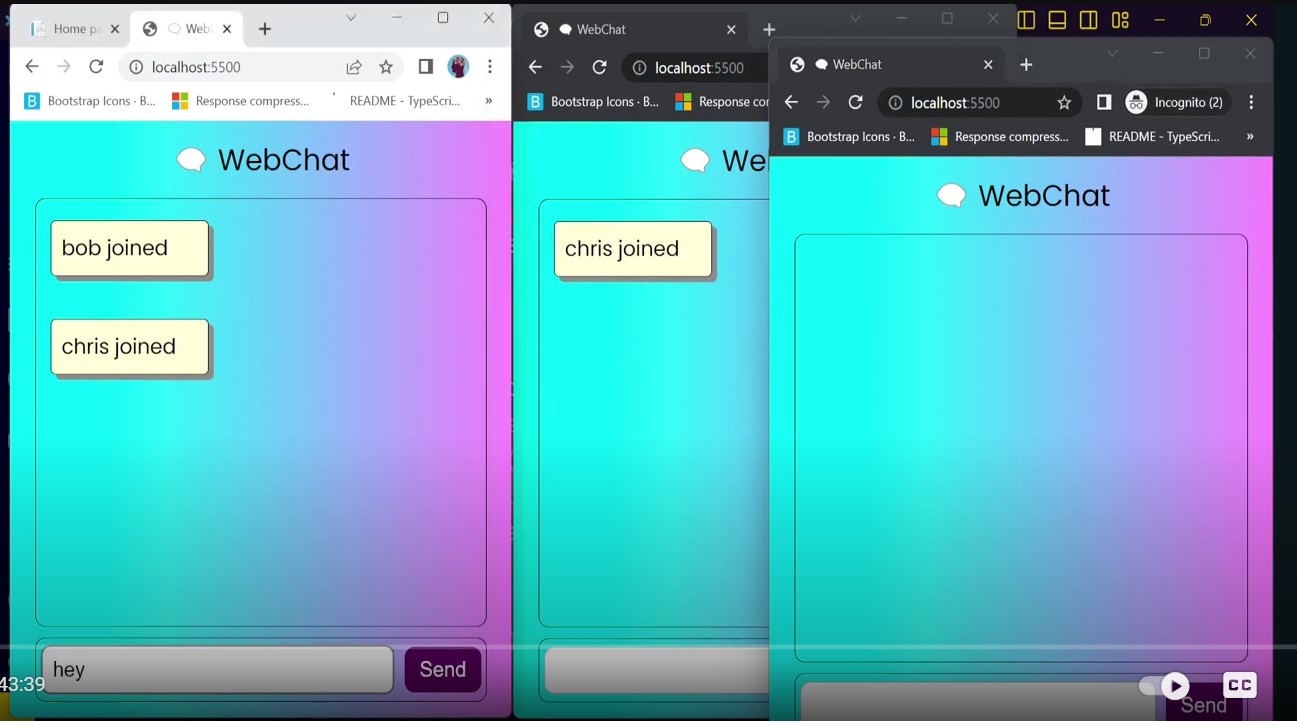 Home pa
Web
localhost:5500
B Bootstrap Icons · B...
Response compress...
README - TypeScri...
»
WebChat
bob joined
chris joined
hey
Send
43:39
WebChat
localhost:5500
B Bootstrap Icons · B...
Response co
We
chris joined
WebChat
localhost:5500
Incognito (2)
B Bootstrap Icons · B...
Response compress...
README - TypeScri...
»
WebChat
Send
CC